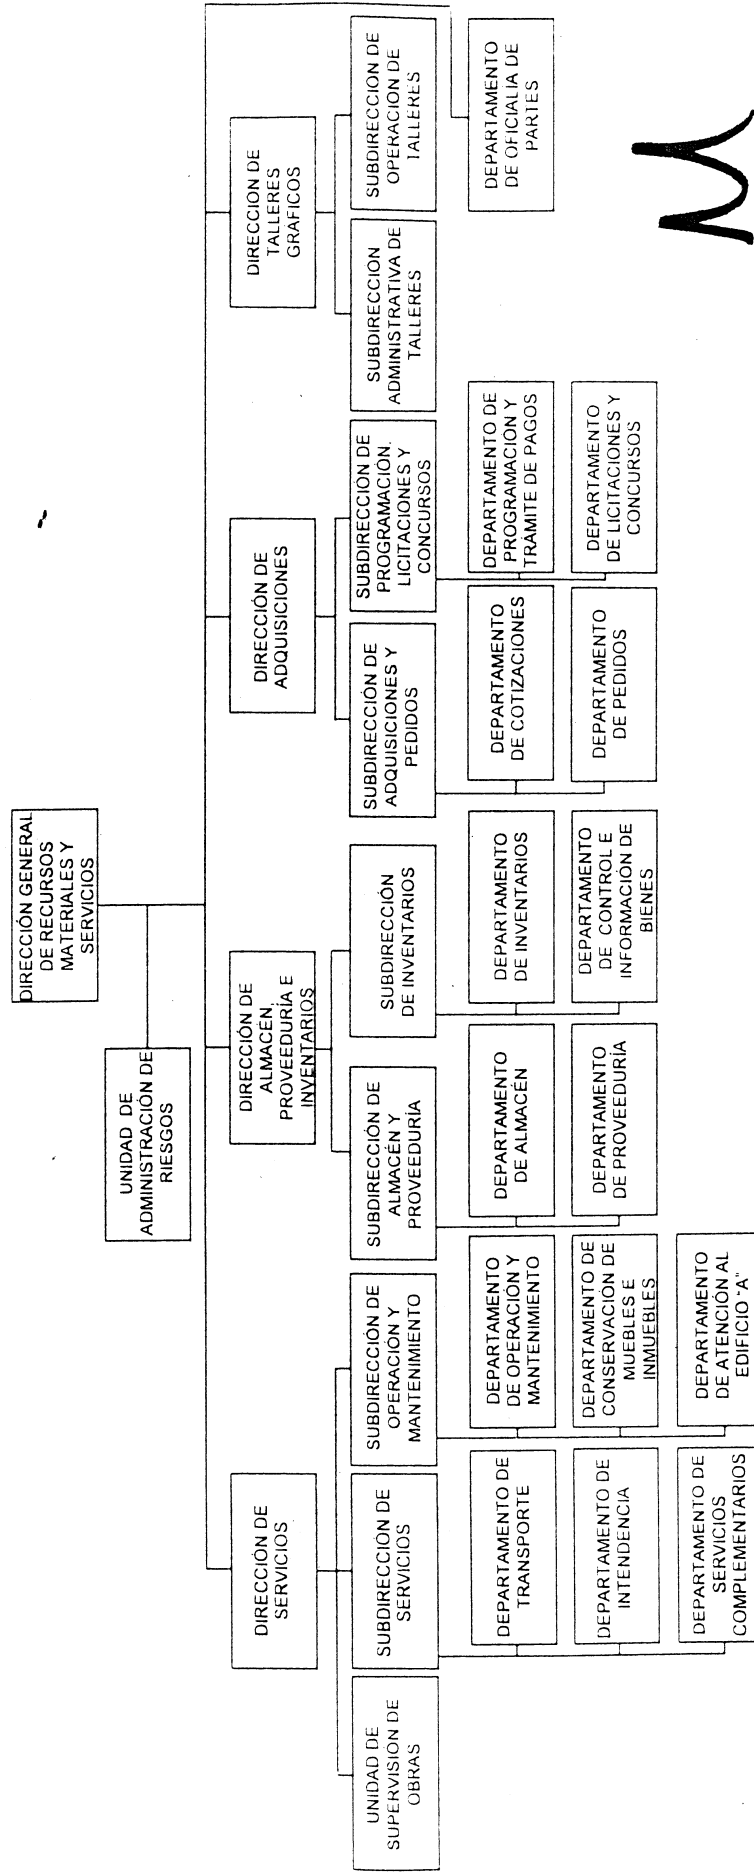 DIRECCIÓN GENERAL
DE RECURSOS
MATERIALES Y
SERVICIOS
UNIDAD DE
ADMINISTRACIÓN DE
RIESGOS
DIRECCIÓN DE
SERVICIOS
DIRECCIÓN DE
ALMACÉN,
PROVEEDURÍA E
INVENTARIOS
DIRECCIÓN DE
ADQUISICIONES
DIRECCION DE
TALLERES
GRAFICOS
UNIDAD DE
SUPERVISIÓN DE
OBRAS
SUBDIRECCIÓN DE
SERVICIOS
SUBDIRECCIÓN DE
OPERACIÓN Y
MANTENIMIENTO
SUBDIRECCIÓN DE
ALMACÉN Y
PROVEEDURÍA
SUBDIRECCIÓN
DE INVENTARIOS
SUBDIRECCIÓN DE
ADQUISICIONES Y
PEDIDOS
SUBDIRECCIÓN DE
PROGRAMACIÓN.
LICITACIONES Y
CONCURSOS
SUBDIRECCION
ADMINISTRATIVA DE
TALLERES
SUBDIRECCION DE
OPERACION DE
TALLERES
DEPARTAMENTO DE
TRANSPORTE
DEPARTAMENTO
DE OPERACIÓN Y
MANTENIMIENTO
DEPARTAMENTO
DE ALMACÉN
DEPARTAMENTO
DE INVENTARIOS
DEPARTAMENTO
DE COTIZACIONES
DEPARTAMENTO DE
PROGRAMACIÓN Y
TRÁMITE DE PAGOS
DEPARTAMENTO
DE OFICIALIA DE
PARTES
DEPARTAMENTO DE
INTENDENCIA
DEPARTAMENTO DE
CONSERVACIÓN DE
MUEBLES E
INMUEBLES
DEPARTAMENTO
DE PROVEEDURÍA
DEPARTAMENTO
DE CONTROL E
INFORMACIÓN DE
BIENES
DEPARTAMENTO
DE PEDIDOS
DEPARTAMENTO
DE LICITACIONES Y
CONCURSOS
DEPARTAMENTO DE
SERVICIOS
COMPLEMENTARIOS
DEPARTAMENTO
DE ATENCIÓN AL
EDIFICIO "A"